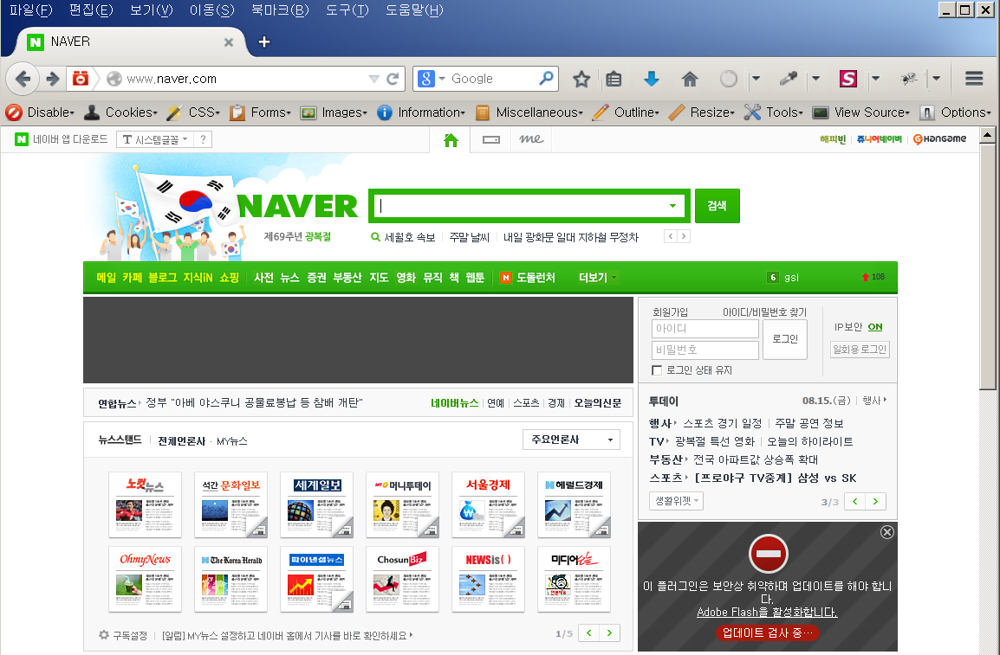 파일(F) 편집(E) 보기(V) 이동(S) 북마크(B) 도구(T) 도움말(H)
N NAVER
www.naver.com
Google
Disable Cookies CSS Forms Images Information Miscellaneous Outline Resize Tools View Source Options
N 네이버 앱 다운로드 T 시스템글꼴 ? me 해피빈 쥬니어네이버 Hangame
NAVER 검색
제69주년 광복절
세월호 속보 주말 날씨 내일 광화문 일대 지하철 무정차
메일 카페 블로그 지식iN 쇼핑 사전 뉴스 증권 부동산 지도 영화 뮤직 책 웹툰 N 도돌런처 더보기 6 gsl 108
회원가입 아이디/비밀번호 찾기
아이디
비밀번호
로그인
로그인 상태 유지
IP보안 ON
일회용 로그인
연합뉴스 정부 "아베 야스쿠니 공물료봉납 등 참배 개탄"
네이버뉴스 연예 스포츠 경제 오늘의신문
투데이 08.15.(금) 행사
행사 스포츠 경기 일정 주말 공연 정보
TV 광복절 특선 영화 오늘의 하이라이트
부동산 전국 아파트값 상승폭 확대
스포츠 [프로야구 TV중계] 삼성 vs SK
생활위젯 3/3
뉴스스탠드 전체언론사 · MY뉴스 주요언론사
노컷뉴스 석간 문화일보 세계일보 머니투데이 서울경제 헤럴드경제
OhmyNews The Korea Herald 파이낸셜뉴스 ChosunBiz NEWSis( ) 미디어오늘
구독설정 [알림] MY뉴스 설정하고 네이버 홈에서 기사를 바로 확인하세요 1/5
이 플러그인은 보안상 취약하며 업데이트를 해야 합니
다.
Adobe Flash을 활성화합니다.
업데이트 검사 중…